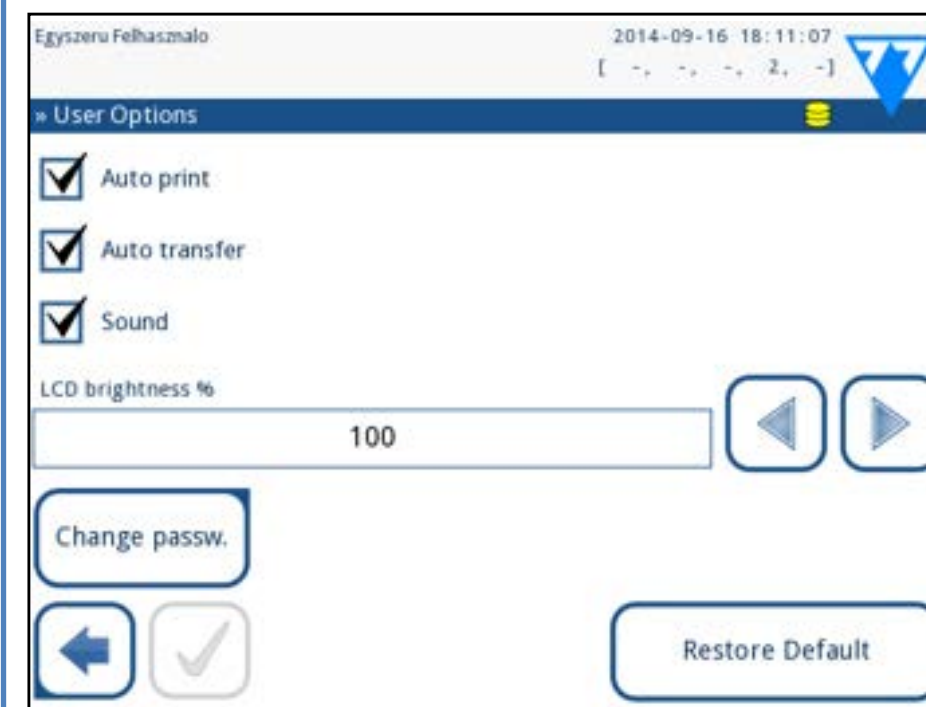 Egyszeru Felhasznalo
2014-09-16 18:11:07
[ -, -, -, 2, -]
» User Options
Auto print
Auto transfer
Sound
LCD brightness %
100
Change passw.
Restore Default